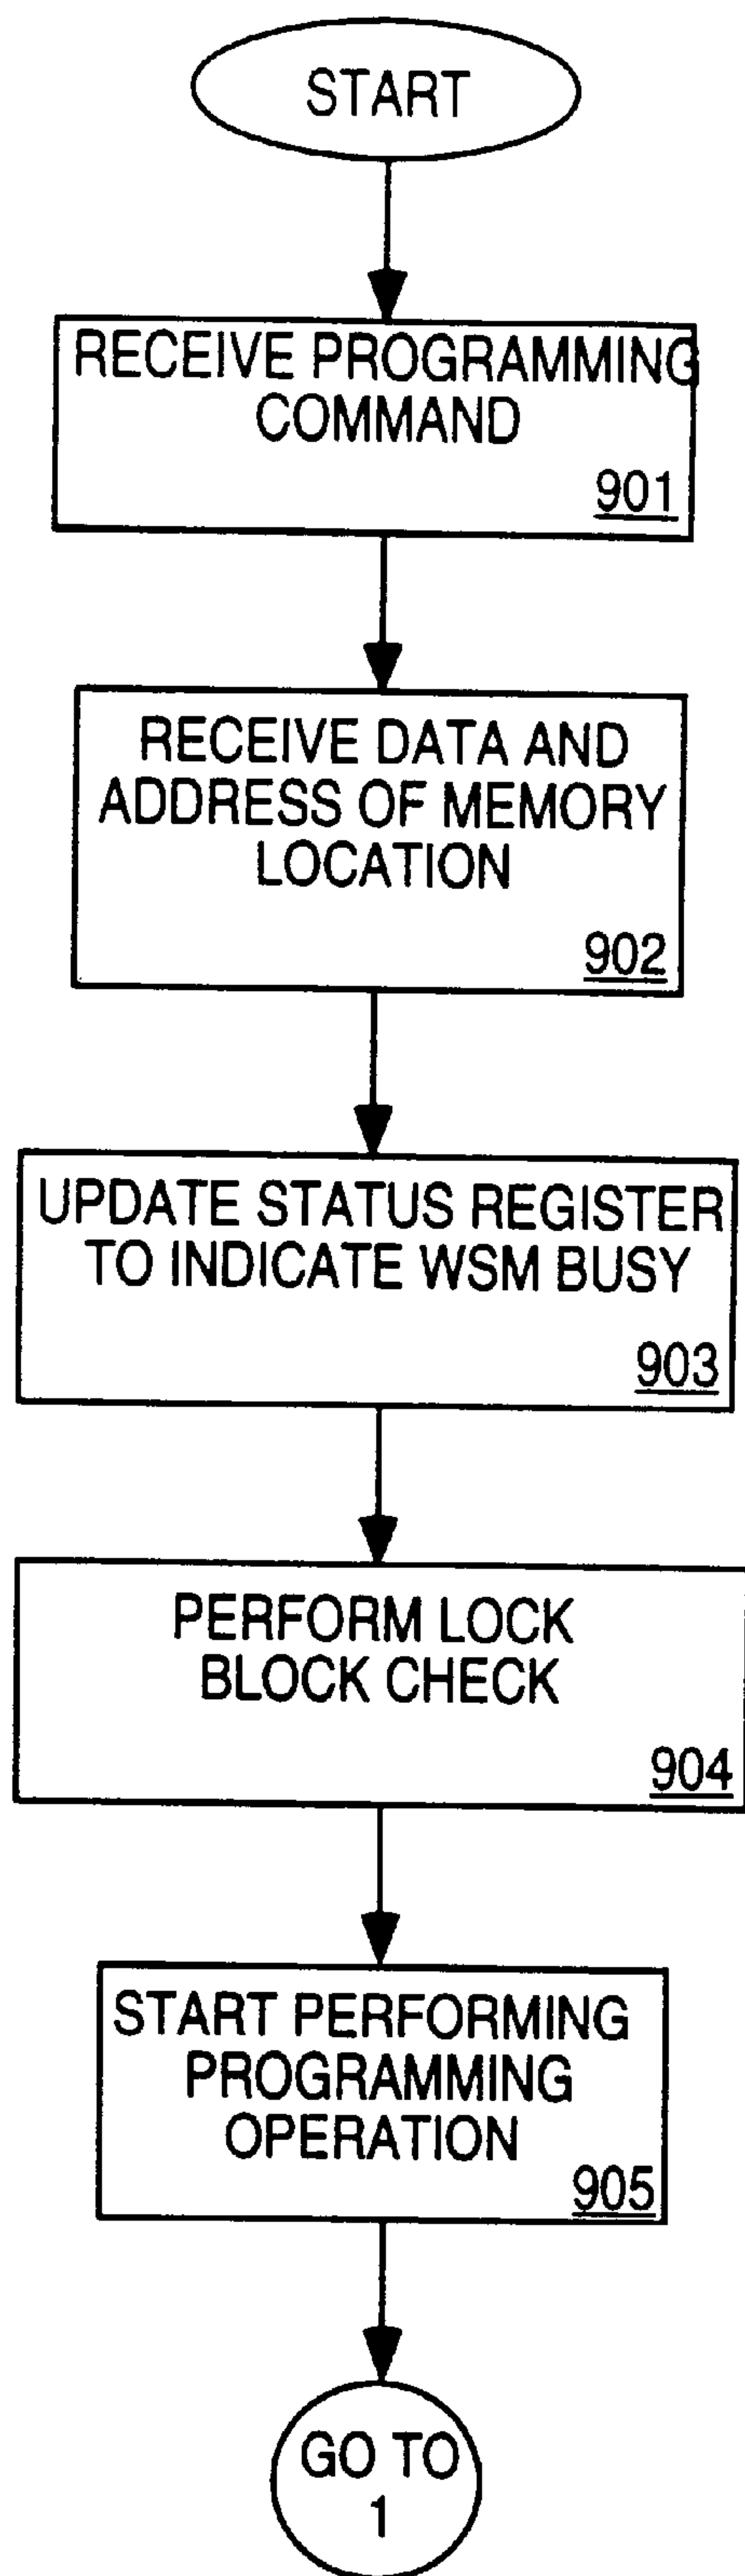 START
RECEIVE PROGRAMMING
COMMAND
901
RECEIVE DATA AND
ADDRESS OF MEMORY
LOCATION
902
UPDATE STATUS REGISTER
TO INDICATE WSM BUSY
903
PERFORM LOCK
BLOCK CHECK
904
START PERFORMING
PROGRAMMING
OPERATION
905
GO TO
1